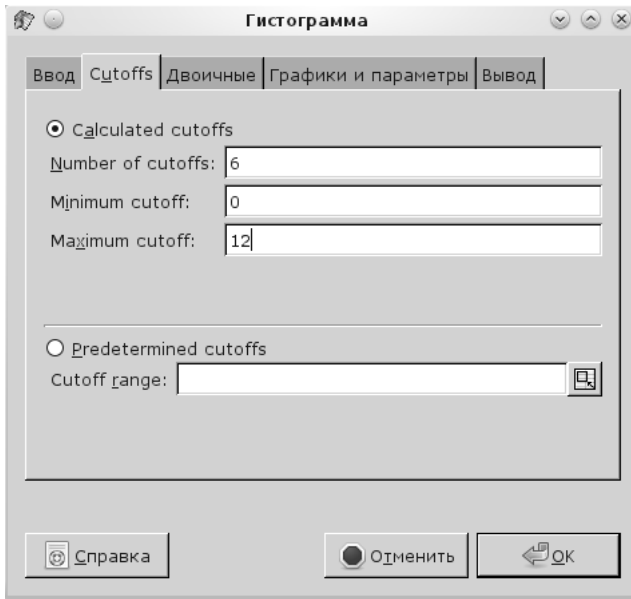 Гистограмма
Ввод Cutoffs Двоичные Графики и параметры Вывод
Calculated cutoffs
Number of cutoffs: 6
Minimum cutoff: 0
Maximum cutoff: 12
Predetermined cutoffs
Cutoff range:
Справка Отменить OK